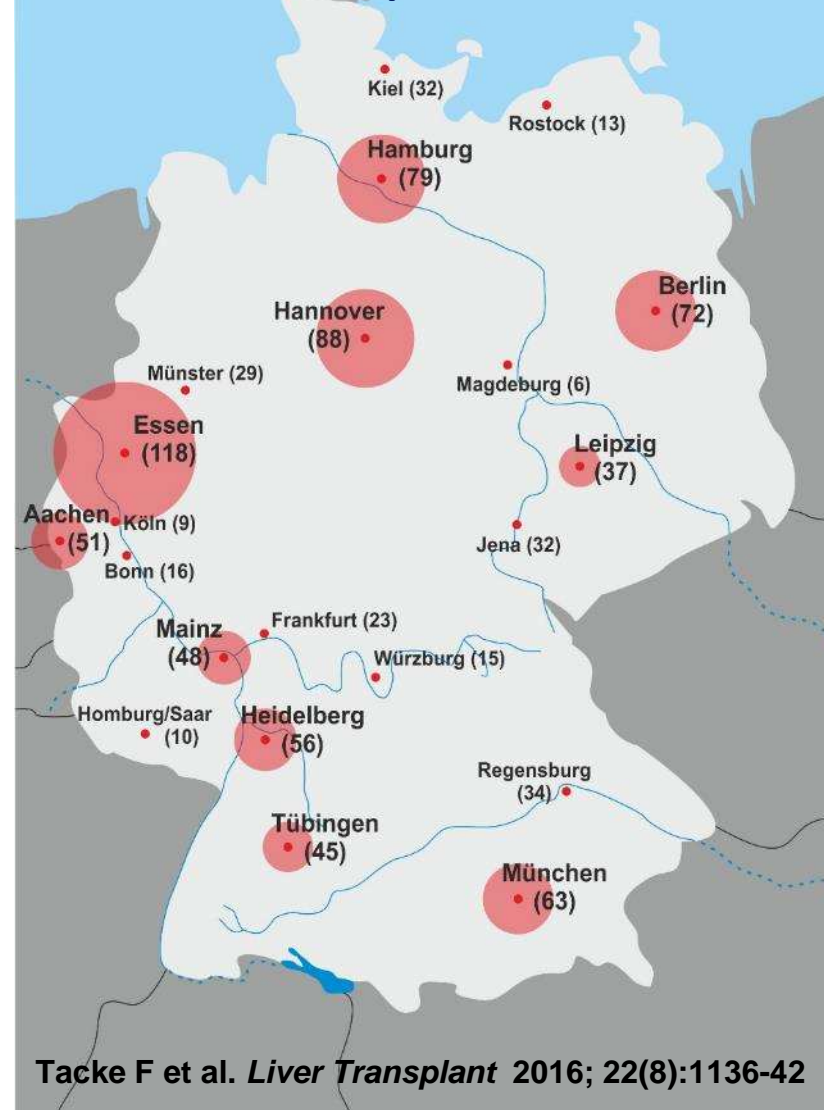 Kiel (32)
Rostock (13)
Hamburg
(79)
Berlin
(72)
Hannover
(88)
Münster (29)
Magdeburg (6)
Essen
(118)
Leipzig
(37)
Aachen
(51)
Köln (9)
Jena (32)
Bonn (16)
Frankfurt (23)
Mainz
(48)
Würzburg (15)
Homburg/Saar
(10)
Heidelberg
(56)
Regensburg
(34)
Tübingen
(45)
München
(63)
Tacke F et al. Liver Transplant 2016; 22(8):1136-42